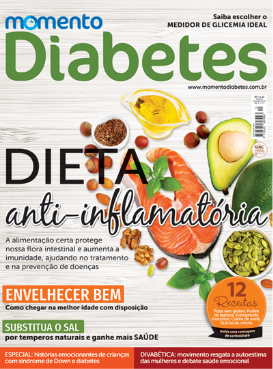 Saiba escolher o
MEDIDOR DE GLICEMIA IDEAL
momento
Diabetes
www.momentodiabetes.com.br
DIETA
anti-inflamatória
A alimentação certa protege
nossa flora intestinal e aumenta
a imunidade, ajudando no tratamento
e na prevenção de doenças
ENVELHECER BEM
Como chegar na melhor idade com disposição
12
Receitas
SUBSTITUA O SAL
por temperos naturais e ganhe mais SAÚDE
ESPECIAL: histórias emocionantes de crianças
com síndrome de Down e diabetes
DIVABÉTICA: movimento resgata a autoestima
das mulheres e debate saúde emocional